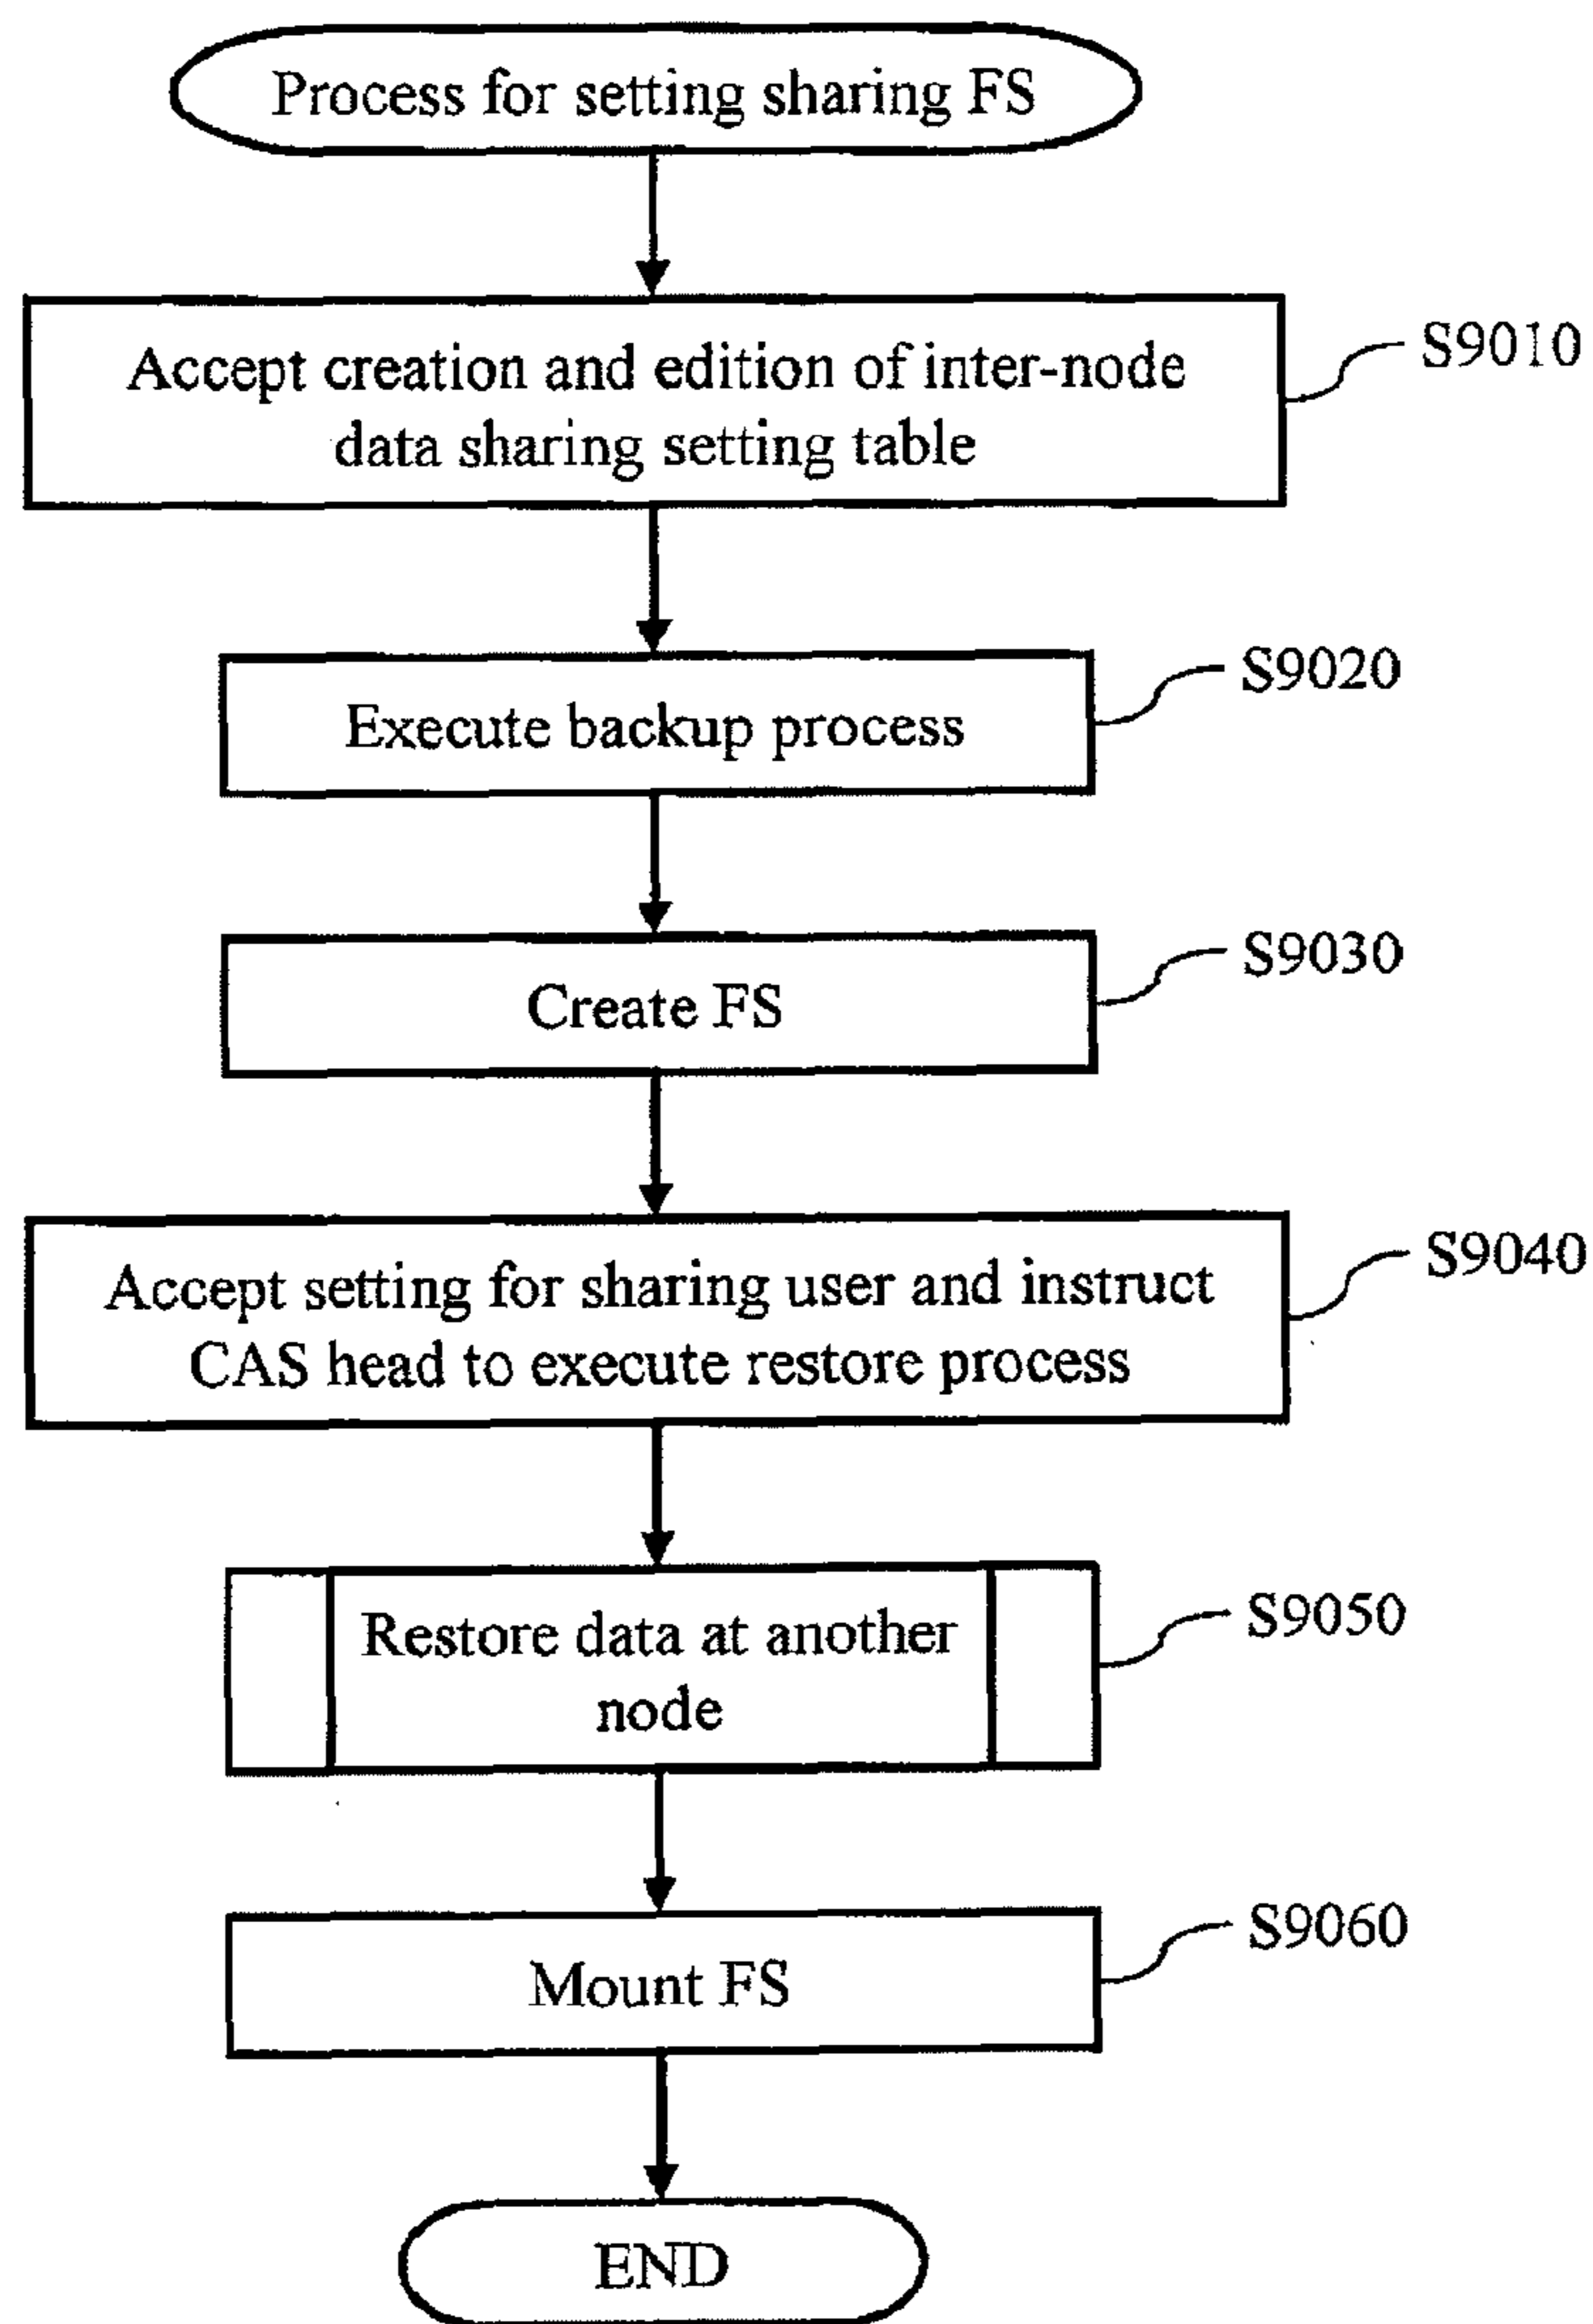 Process for setting sharing FS
Accept creation and edition of inter-node
data sharing setting table
S9010
Execute backup process
S9020
Create FS
S9030
Accept setting for sharing user and instruct
CAS head to execute restore process
S9040
Restore data at another
node
S9050
Mount FS
S9060
END